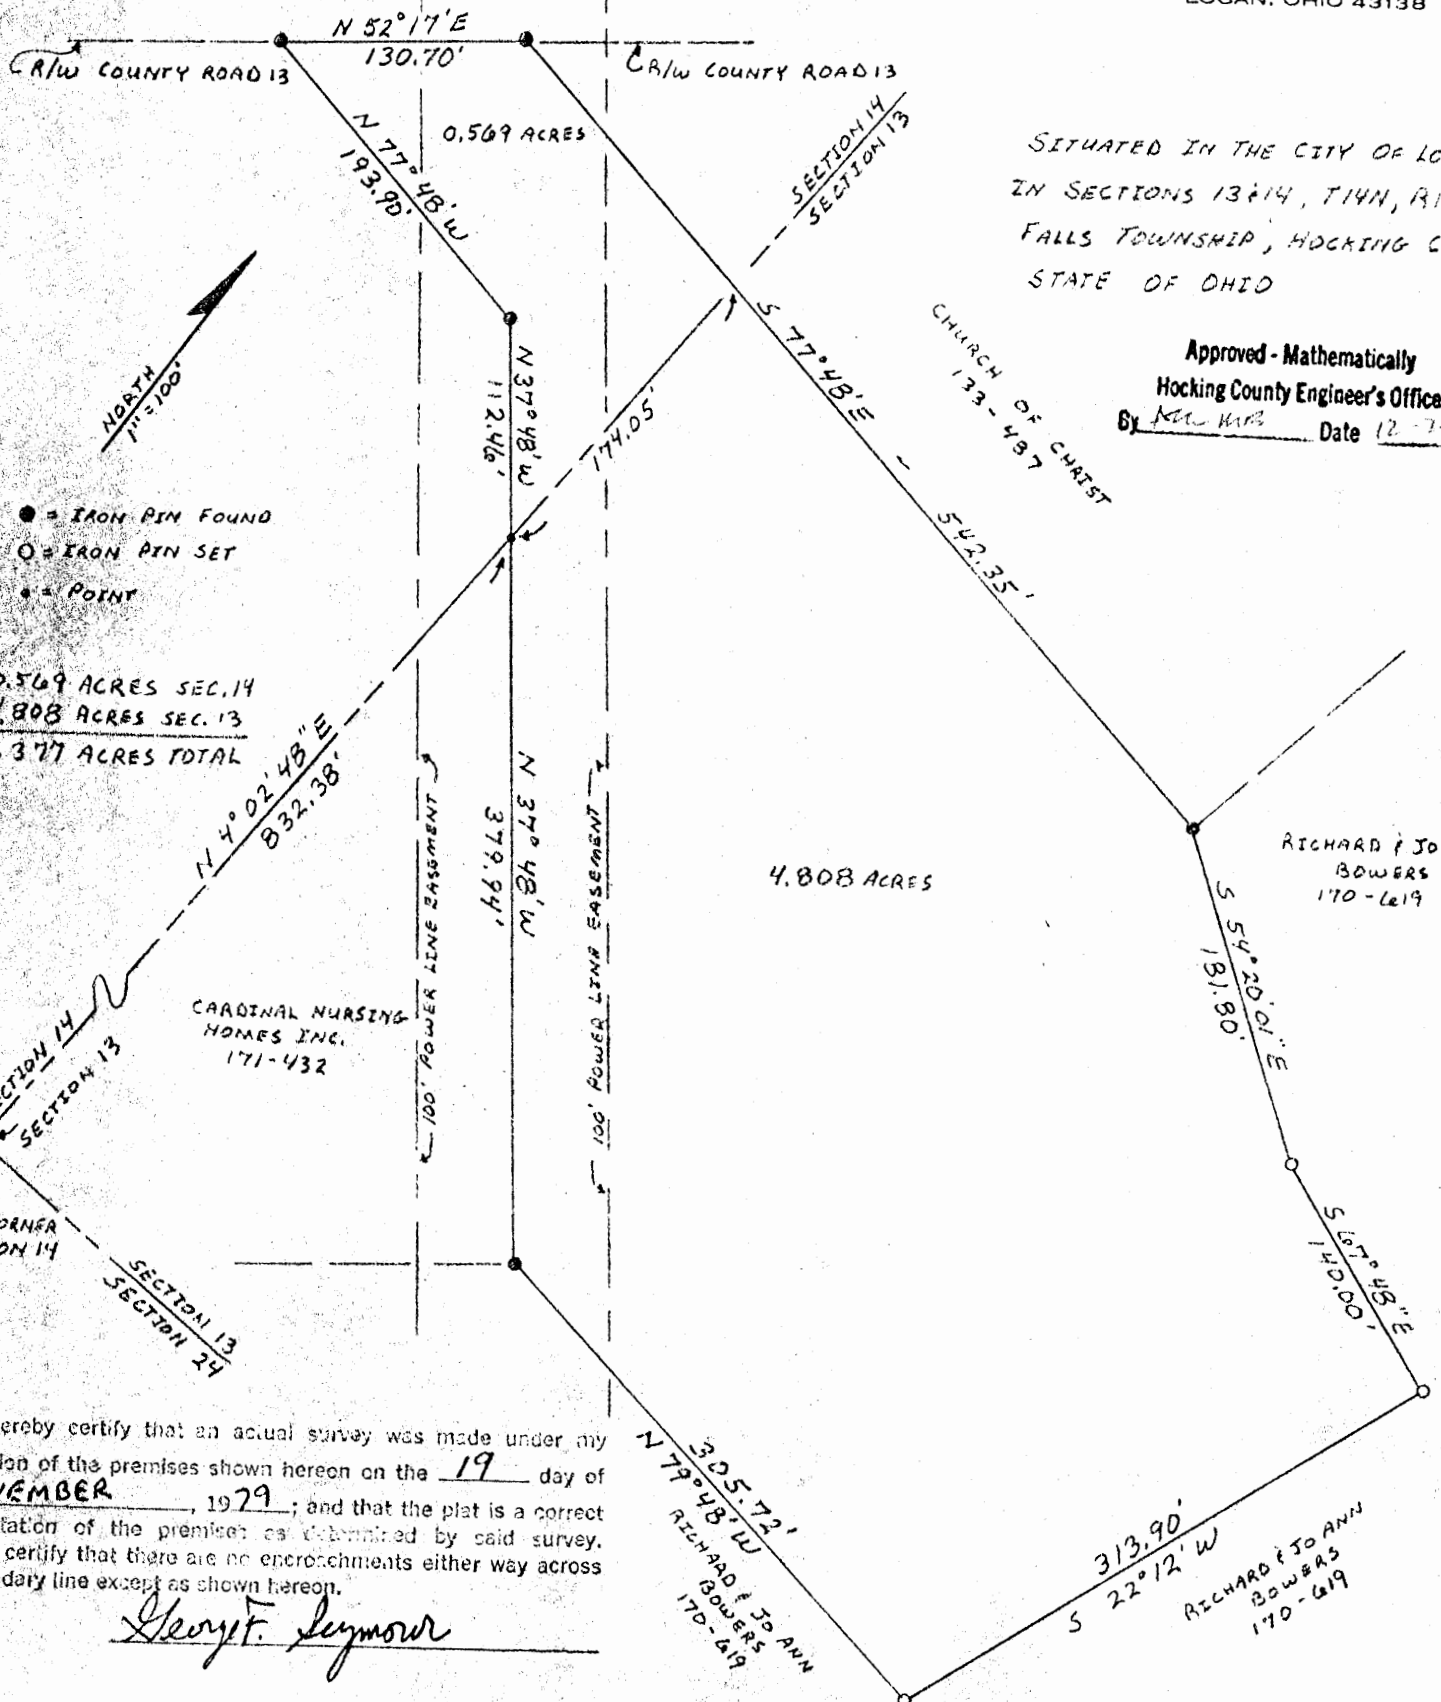 LOGAN, OHIO 43138
N 52°17'E
130.70'
R/W COUNTY ROAD 13
R/W COUNTY ROAD 13
0.569 ACRES
N 77°48'W
193.90'
SECTION 14
SECTION 13
SITUATED IN THE CITY OF LO
IN SECTIONS 13 & 14, T14N, R1
FALLS TOWNSHIP, HOCKING C
STATE OF OHIO
NORTH
1"=100'
Approved - Mathematically
Hocking County Engineer's Office
By Date 12-7
CHURCH OF CHRIST
133-487
S 77°48'E - 542.35'
N 37°48'W
112.46'
174.05'
● = IRON PIN FOUND
O = IRON PIN SET
• = POINT
0.569 ACRES SEC. 14
.808 ACRES SEC. 13
.377 ACRES TOTAL
N 4°02'48"E
832.38'
N 37°48'W
379.94'
100' POWER LINE EASEMENT
100' POWER LINE EASEMENT
4.808 ACRES
RICHARD & JO
BOWERS
170-619
S 54°20'01"E
181.80'
CARDINAL NURSING
HOMES INC.
171-432
CTION 14
SECTION 13
ORNER
ON 14
SECTION 13
SECTION 24
S 67°48"E
140.00'
305.72'
N 79°48'W
RICHARD & JO ANN
BOWERS
170-619
313.90'
S 22°12'W
RICHARD & JO ANN
BOWERS
170-619
ereby certify that an actual survey was made under my
ion of the premises shown hereon on the 19 day of
VEMBER, 1979; and that the plat is a correct
tation of the premises as determined by said survey.
certify that there are no encroachments either way across
dary line except as shown hereon.
George F. Seymour